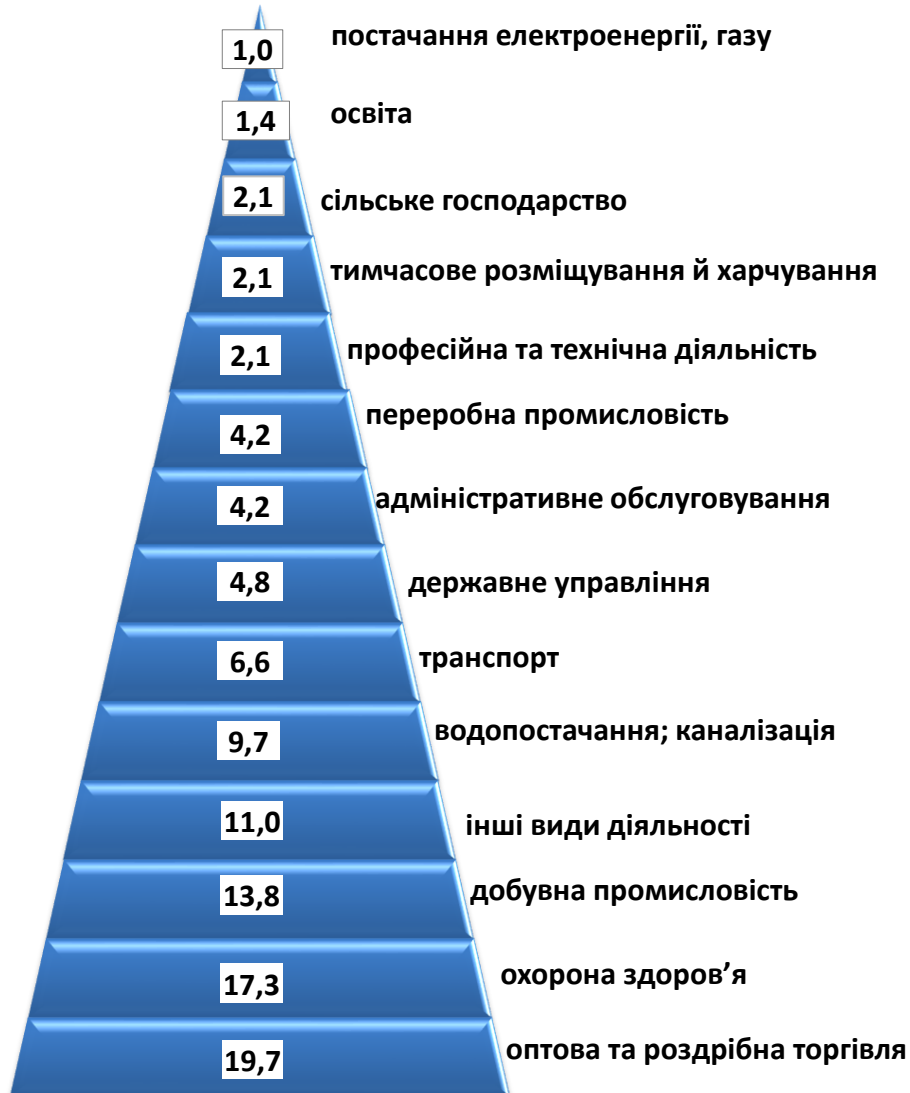 1,0 постачання електроенергії, газу
1,4 освіта
2,1 сільське господарство
2,1 тимчасове розміщування й харчування
2,1 професійна та технічна діяльність
4,2 переробна промисловість
4,2 адміністративне обслуговування
4,8 державне управління
6,6 транспорт
9,7 водопостачання; каналізація
11,0 інші види діяльності
13,8 добувна промисловість
17,3 охорона здоров’я
19,7 оптова та роздрібна торгівля